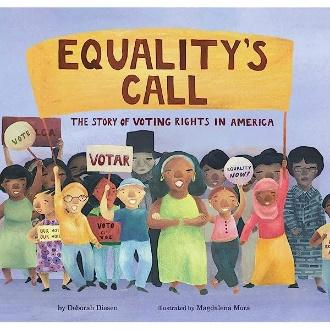 EQUALITY'S
CALL
THE STORY OF VOTING RIGHTS IN AMERICA
VOTE
VOTAR
EQUALITY
NOW!
VOTE
by Deborah Diesen
illustrated by Magdalena Mora